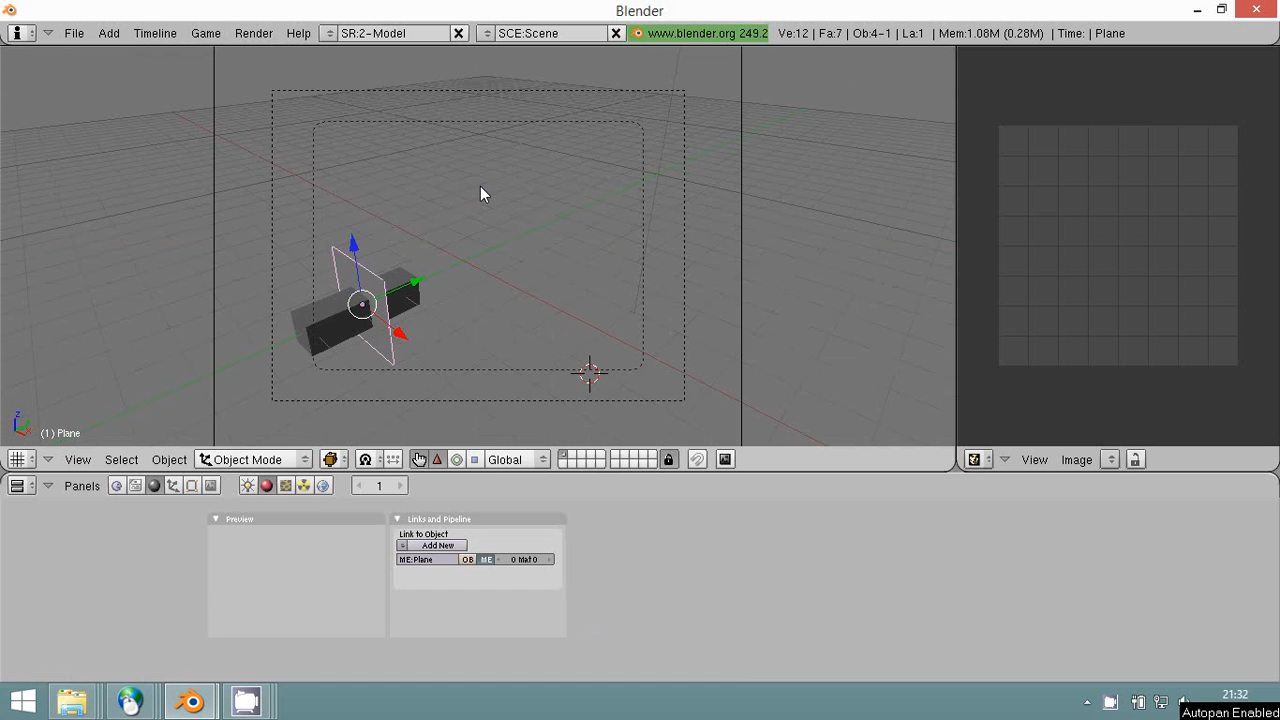 Blender
File Add Timeline Game Render Help SR:2-Model SCE:Scene www.blender.org 249.2 Ve:12 | Fa:7 | Ob:4-1 | La:1 | Mem:1.08M (0.28M) | Time: | Plane
z
(1) Plane
View Select Object Object Mode Global View Image
Panels 1
Preview Links and Pipeline
Link to Object
Add New
ME:Plane OB ME 0 Mat 0
21:32
Autopan Enabled